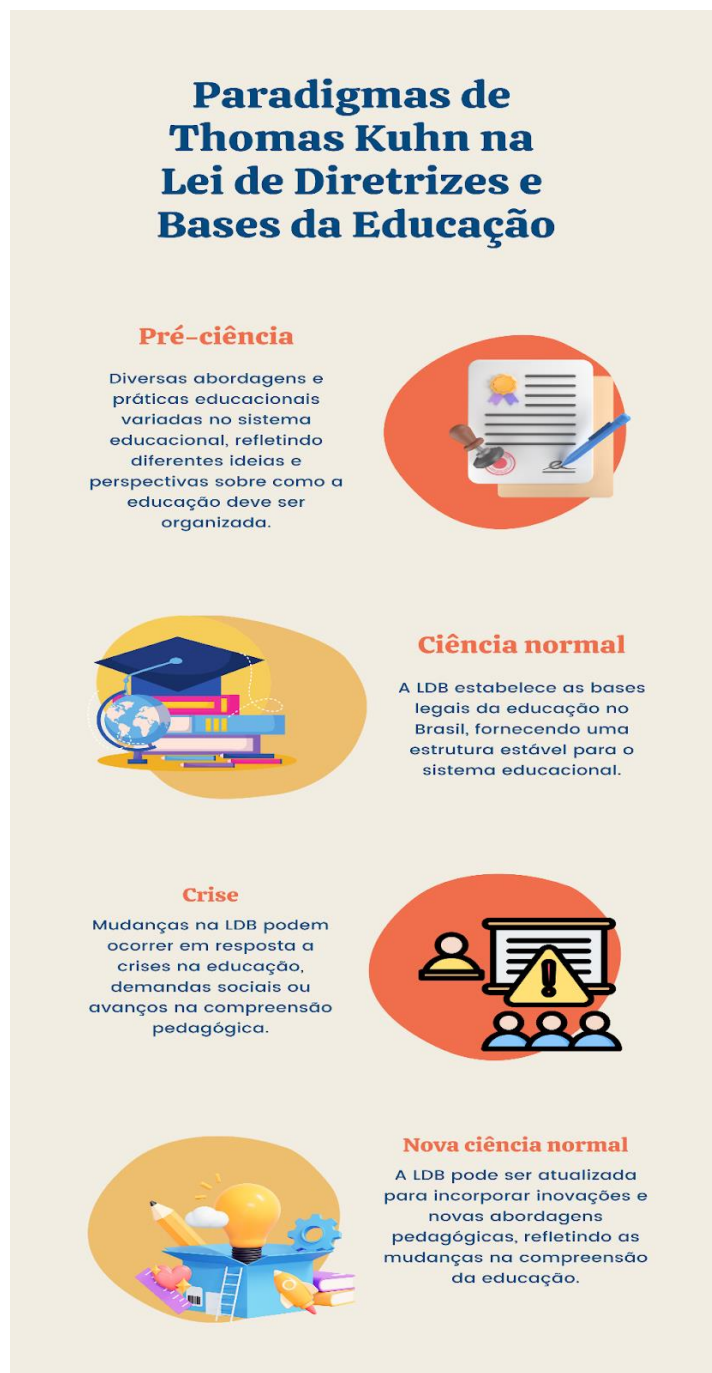 Paradigmas de
Thomas Kuhn na
Lei de Diretrizes e
Bases da Educação
Pré-ciência
Diversas abordagens e
práticas educacionais
variadas no sistema
educacional, refletindo
diferentes ideias e
perspectivas sobre como a
educação deve ser
organizada.
Ciência normal
A LDB estabelece as bases
legais da educação no
Brasil, fornecendo uma
estrutura estável para o
sistema educacional.
Crise
Mudanças na LDB podem
ocorrer em resposta a
crises na educação,
demandas sociais ou
avanços na compreensão
pedagógica.
Nova ciência normal
A LDB pode ser atualizada
para incorporar inovações e
novas abordagens
pedagógicas, refletindo as
mudanças na compreensão
da educação.